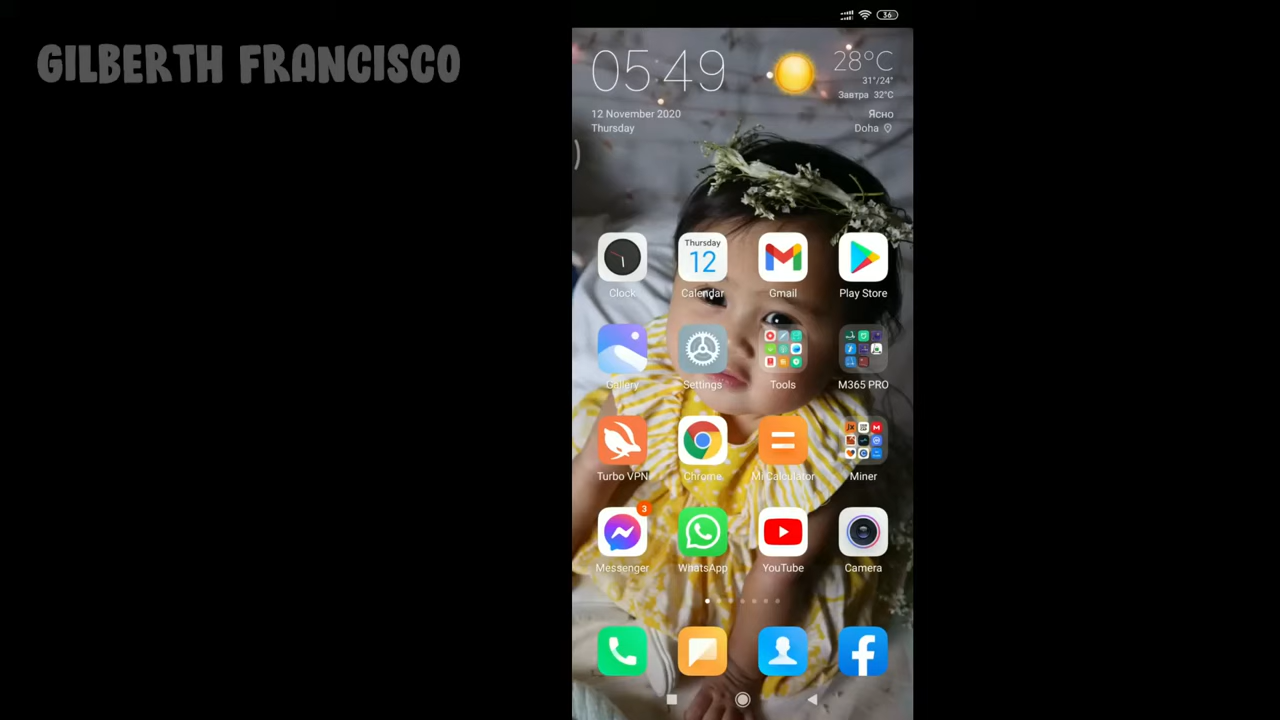 GILBERTH FRANCISCO
36
05:49
28°C
31°/24°
Завтра 32°C
12 November 2020
Ясно
Thursday
Doha
Thursday
12
Clock
Calendar
Gmail
Play Store
Gallery
Settings
Tools
M365 PRO
Turbo VPN
Chrome
Mi Calculator
Miner
3
Messenger
WhatsApp
YouTube
Camera